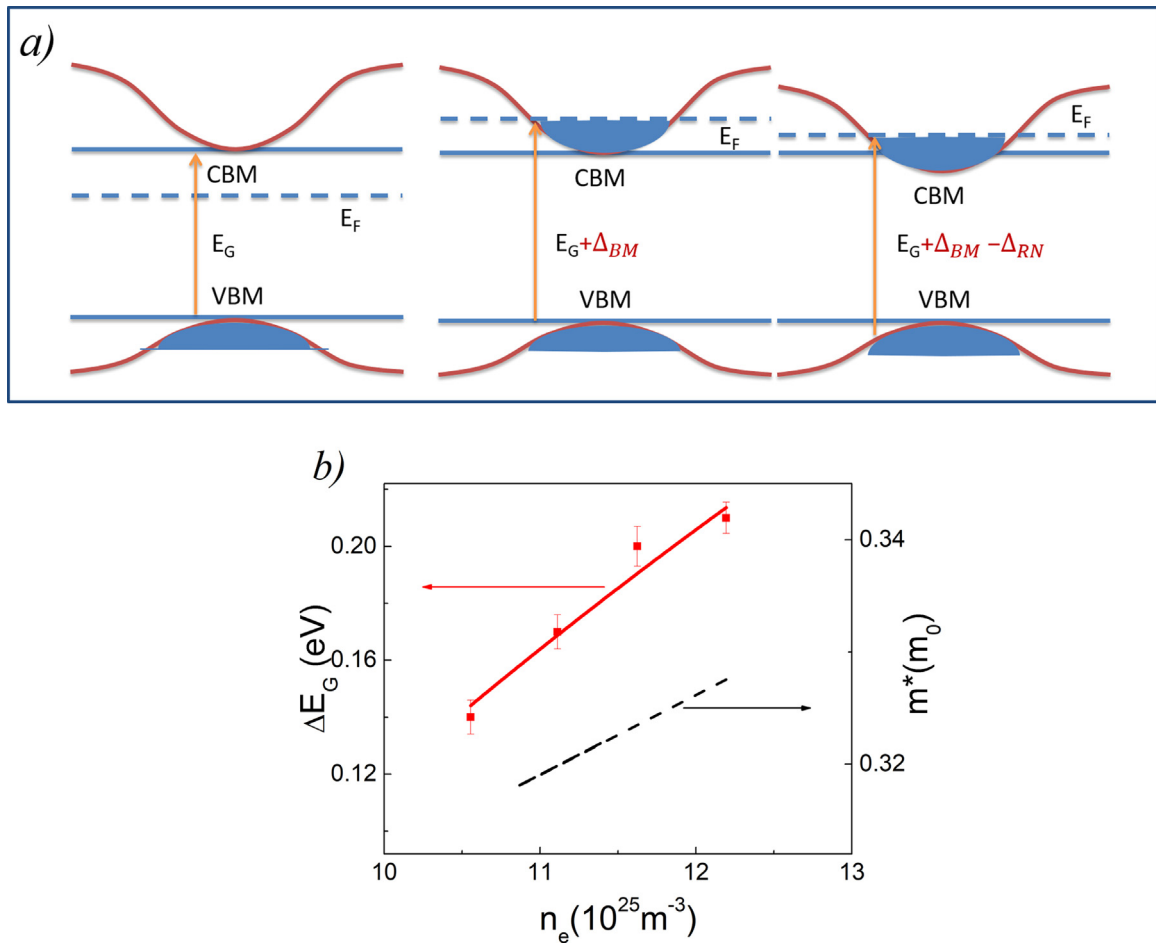 a)
E_F
E_F
CBM
CBM
CBM
E_F
E_G
E_G+Δ_BM
E_G+Δ_BM −Δ_RN
VBM
VBM
VBM
b)
0.20
0.16
0.12
ΔE_G (eV)
0.34
0.32
m*(m_0)
10
11
12
13
n_e(10^25 m^-3)